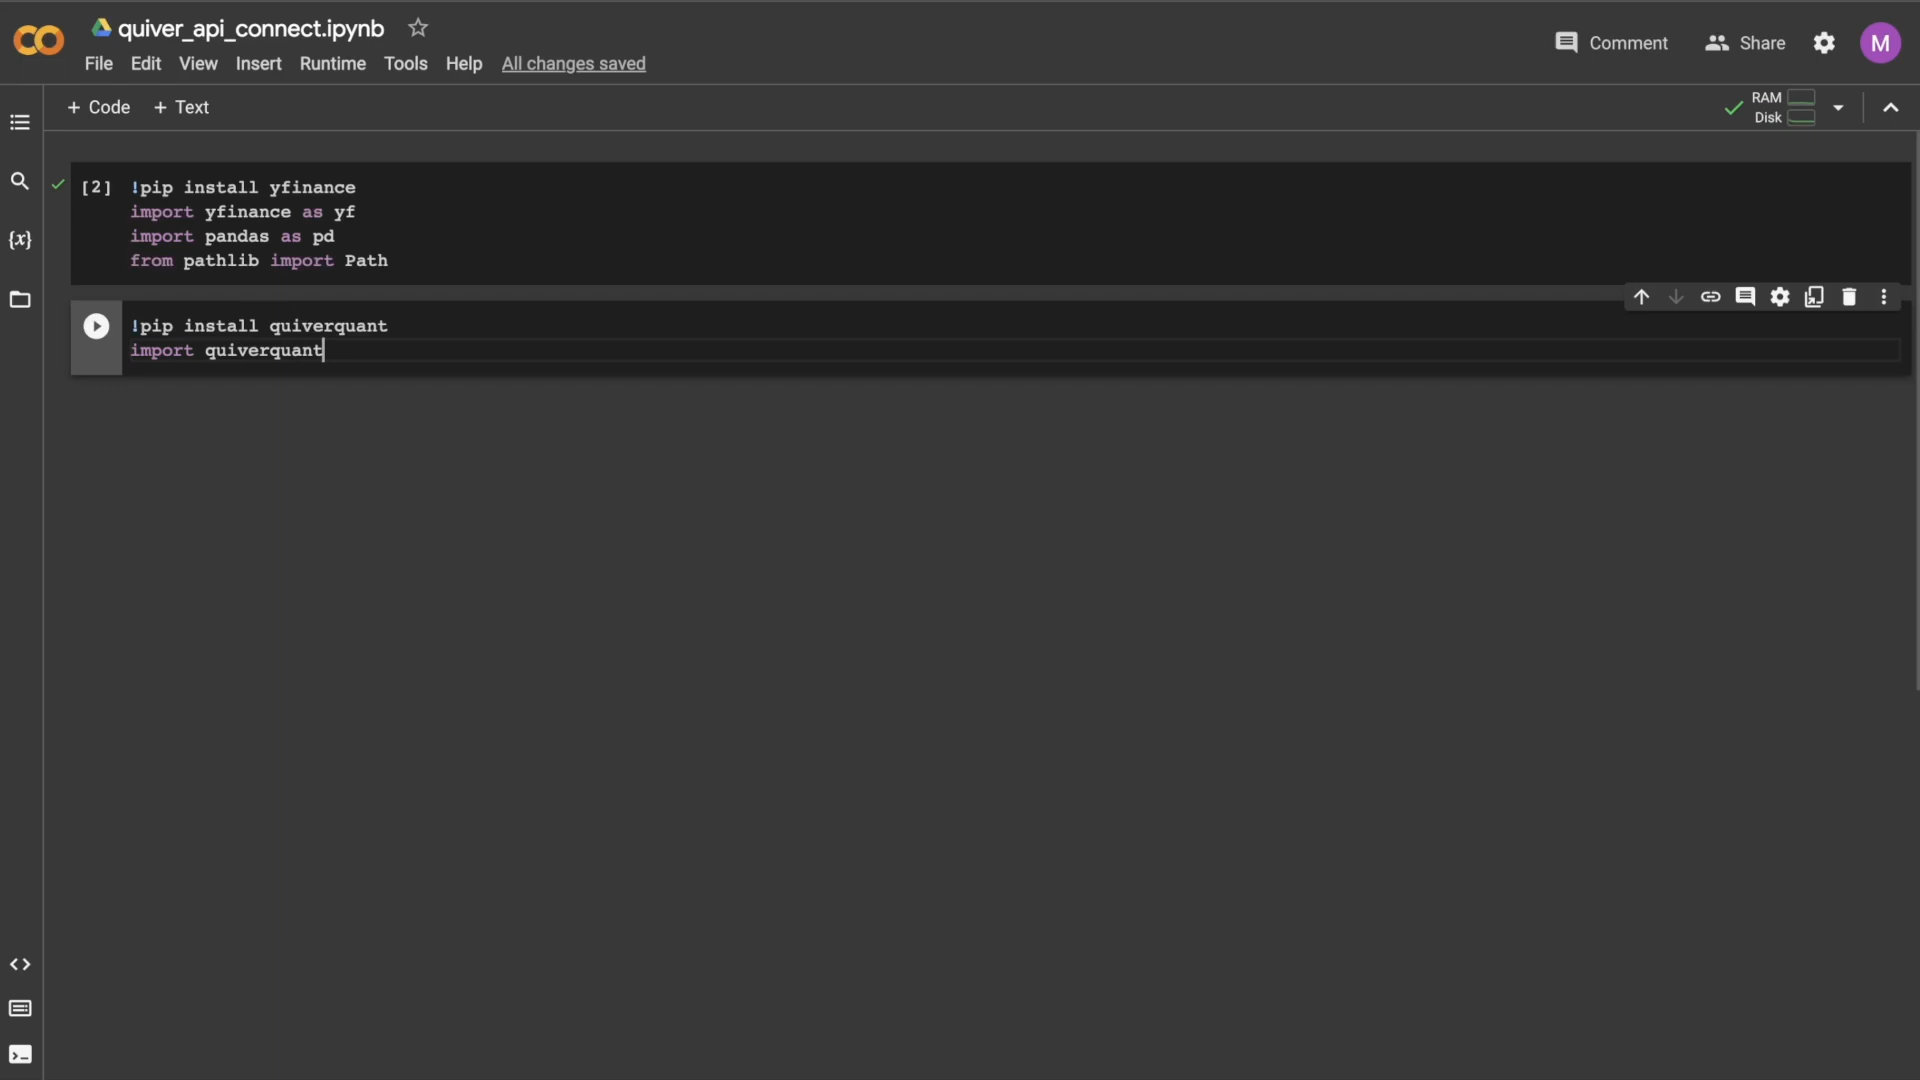 quiver_api_connect.ipynb
File Edit View Insert Runtime Tools Help All changes saved
Comment Share M
+ Code + Text
RAM
Disk
{x}
[2] !pip install yfinance
import yfinance as yf
import pandas as pd
from pathlib import Path
!pip install quiverquant
import quiverquant